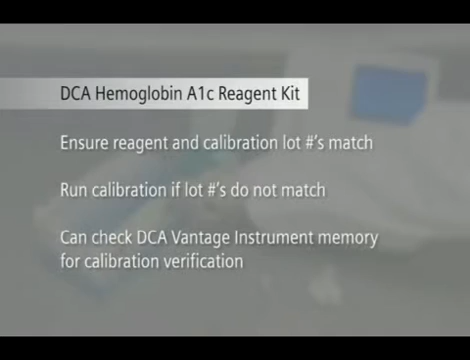 DCA Hemoglobin A1c Reagent Kit
Ensure reagent and calibration lot #'s match
Run calibration if lot #'s do not match
Can check DCA Vantage Instrument memory
for calibration verification